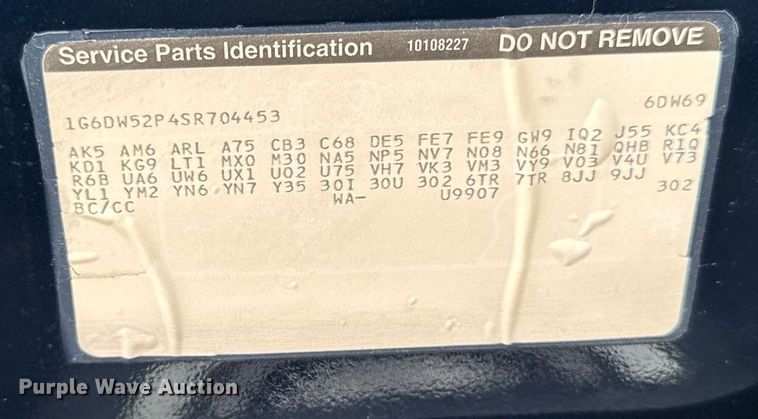 Service Parts Identification 10108227 DO NOT REMOVE
1G6DW52P4SR704453 6DW69
AK5 AM6 ARL A75 CB3 C68 DE5 FE7 FE9 GW9 IQ2 J55 KC4
KD1 KG9 LT1 MX0 M30 NA5 NP5 NV7 N08 N66 N81 QHB R1Q
R6B UA6 UW6 UX1 U02 U75 VH7 VK3 VM3 VY9 V03 V4U V73
YL1 YM2 YN6 YN7 Y35 30I 30U 302 6TR 7TR 8JJ 9JJ
BC/CC WA- U9907 302
Purple Wave Auction